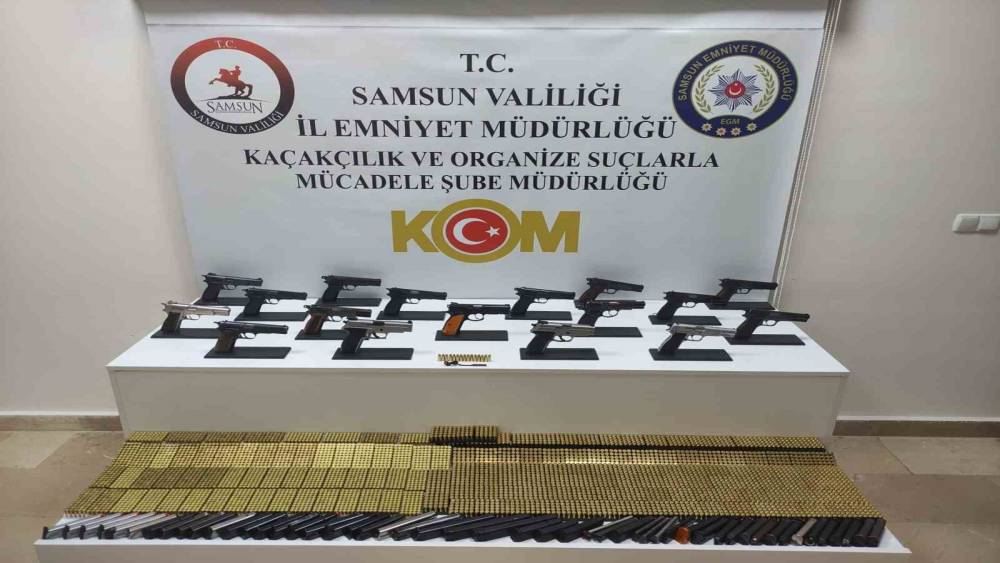 T.C.
SAMSUN
SAMSUN VALİLİĞİ
T.C.
SAMSUN VALİLİĞİ
İL EMNİYET MÜDÜRLÜĞÜ
KAÇAKÇILIK VE ORGANİZE SUÇLARLA
MÜCADELE ŞUBE MÜDÜRLÜĞÜ
KOM
SAMSUN EMNİYET MÜDÜRLÜĞÜ
EGM